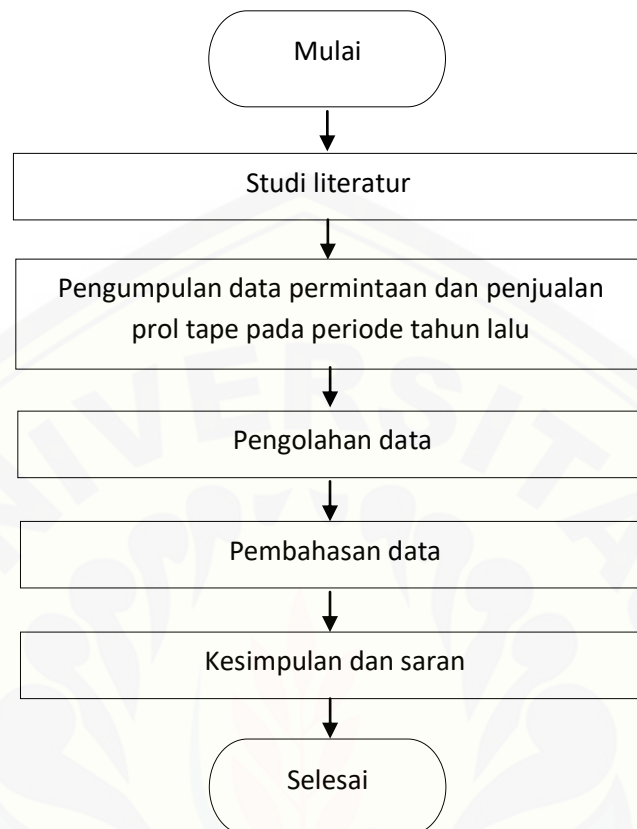 Mulai
Studi literatur
Pengumpulan data permintaan dan penjualan
prol tape pada periode tahun lalu
Pengolahan data
Pembahasan data
Kesimpulan dan saran
Selesai